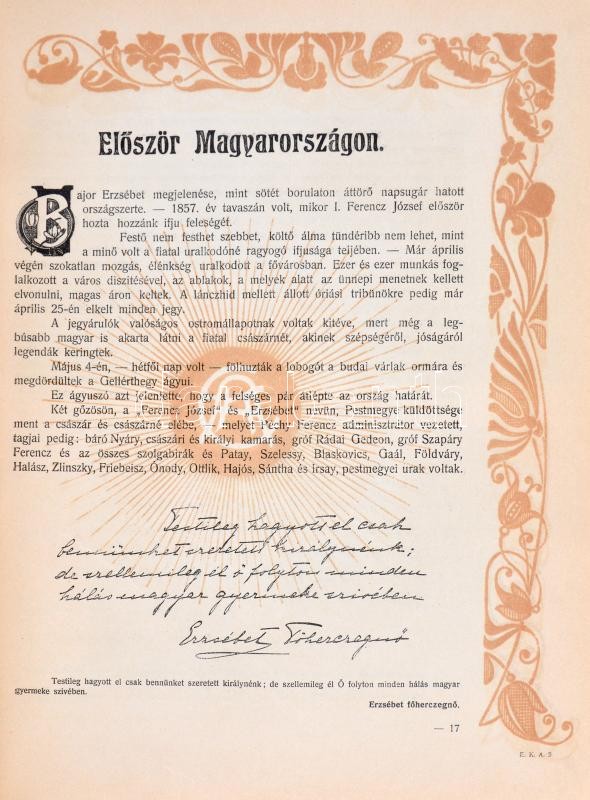 Először Magyarországon.
Bajor Erzsébet megjelenése, mint sötét borulaton áttörő napsugár hatott
országszerte. — 1857. év tavaszán volt, mikor I. Ferencz József először
hozta hozzánk ifju feleségét.
Festő nem festhet szebbet, költő álma tündéribb nem lehet, mint
a minő volt a fiatal uralkodóné ragyogó ifjusága teljében. — Már április
végén szokatlan mozgás, élénkség uralkodott a fővárosban. Ezer és ezer munkás fog-
lalkozott a város diszitésével, az ablakok, a melyek alatt az ünnepi menetnek kellett
elvonulni, magas áron keltek. A lánczhid mellett állott óriási tribünökre pedig már
április 25-én elkelt minden jegy.
A jegyárulók valóságos ostromállapotnak voltak kitéve, mert még a leg-
búsabb magyar is akarta látni a fiatal császárnét, akinek szépségéről, jóságáról
legendák keringtek.
Május 4-én, — hétfői nap volt — fölhuzták a lobogót a budai várlak ormára és
megdördültek a Gellérthegy ágyui.
Ez ágyuszó azt jelentette, hogy a felséges pár átlépte az ország határát.
Két gőzösön, a „Ferencz József“ és „Erzsébet“ nevün, Pestmegye küldöttsége
ment a császár és császárné elébe, a melyet Péchy Ferencz adminisztrátor vezetett,
tagjai pedig: báró Nyáry, császári és királyi kamarás, gróf Rádai Gedeon, gróf Szapáry
Ferencz és az összes szolgabirák és Patay, Szelessy, Blaskovics, Gaál, Földváry,
Halász, Zlinszky, Friebeisz, Ónody, Ottlik, Hajós, Sántha és Irsay, pestmegyei urak voltak.
Testileg hagyott el csak
bennünket szeretett királynénk;
de szellemileg él ő folyton minden
hálás magyar gyermeke szivében
Erzsébet Főherczegnő
Testileg hagyott el csak bennünket szeretett királynénk; de szellemileg él Ő folyton minden hálás magyar
gyermeke szivében.
Erzsébet főherczegnő.
— 17
E. K. A. 3